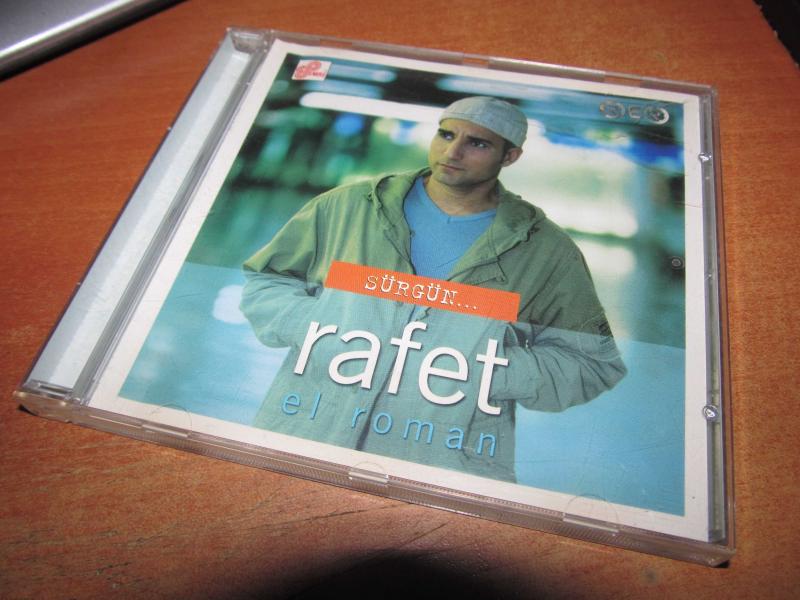 SÜRGÜN...
rafet
el roman